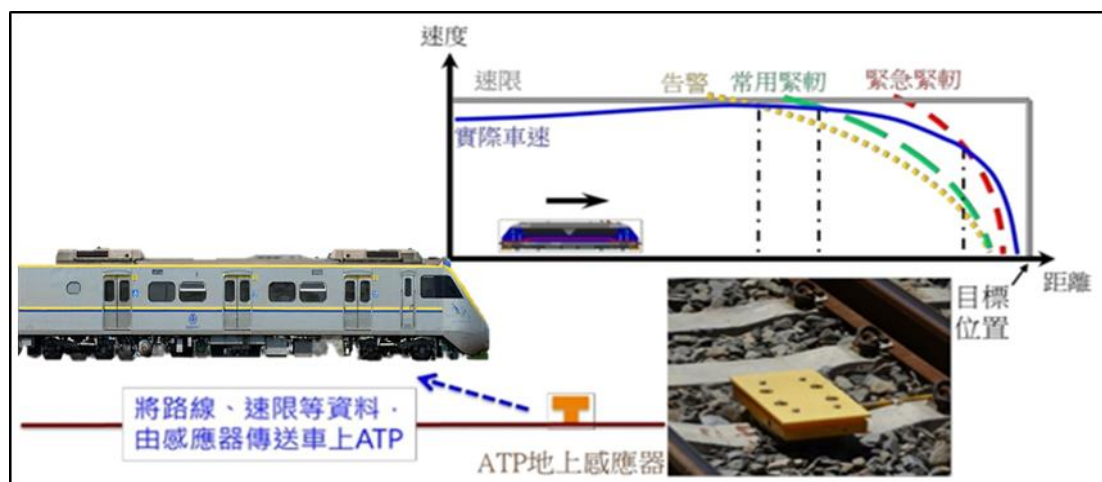 速度
速限
告警 常用緊軔 緊急緊軔
實際車速
距離
目標
位置
將路線、速限等資料，
由感應器傳送車上ATP
ATP地上感應器